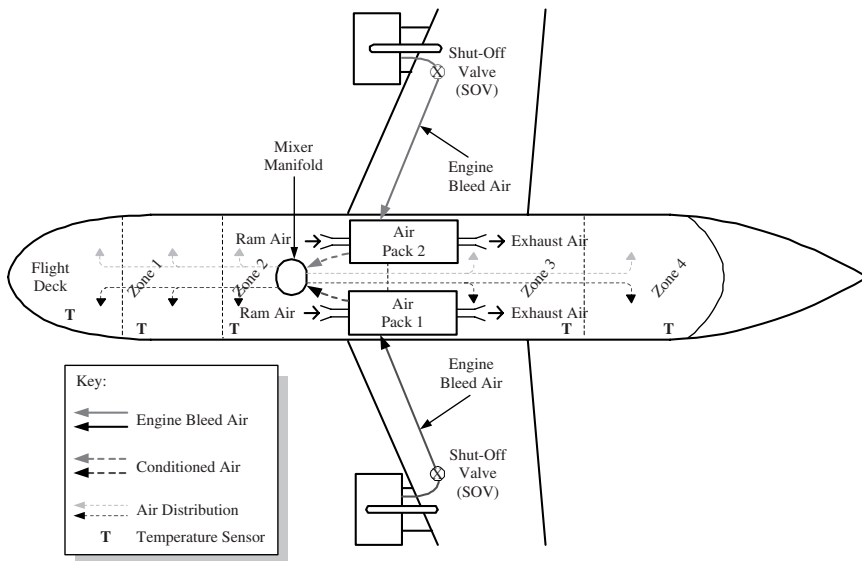 Shut-Off
Valve
(SOV)
Mixer
Manifold
Engine
Bleed Air
Ram Air
Air
Pack 2
Exhaust Air
Flight
Deck
Zone 1
Zone 2
Zone 3
Zone 4
T
T
T
T
T
Ram Air
Air
Pack 1
Exhaust Air
Engine
Bleed Air
Shut-Off
Valve
(SOV)
Key:
Engine Bleed Air
Conditioned Air
Air Distribution
T Temperature Sensor